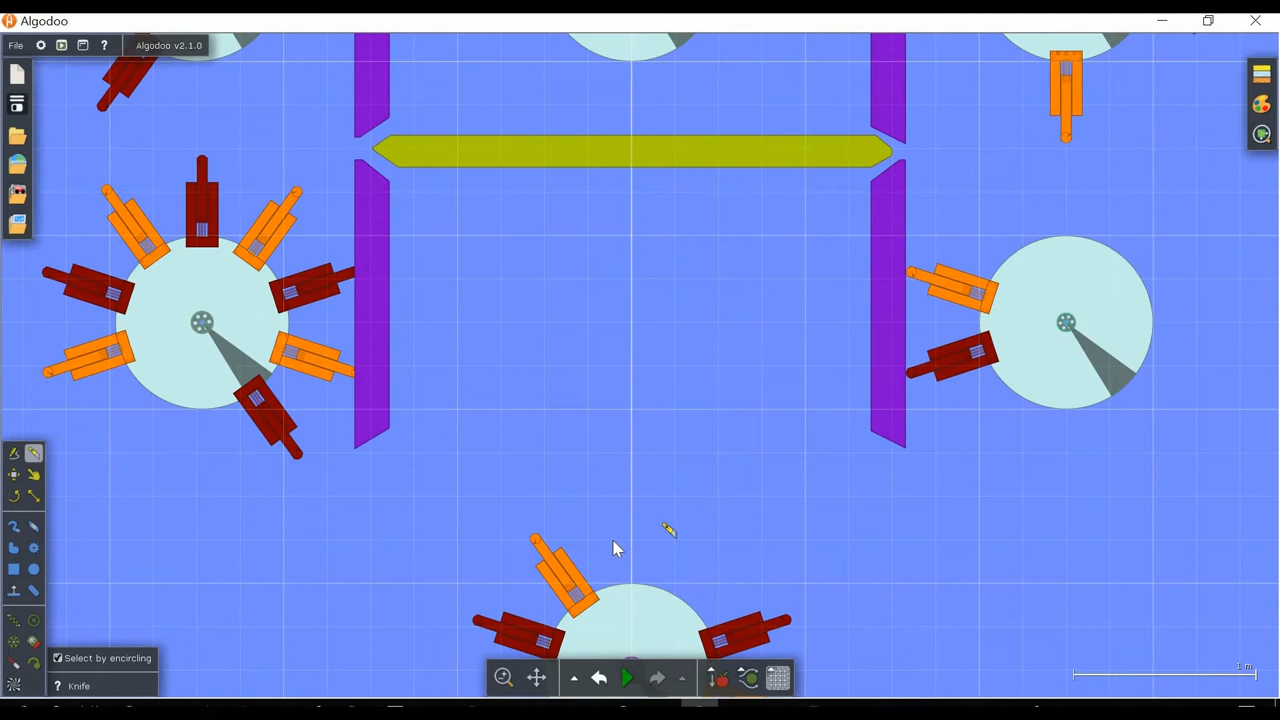 Algodoo
File
?
Algodoo v2.1.0
Select by encircling
? Knife
1 m